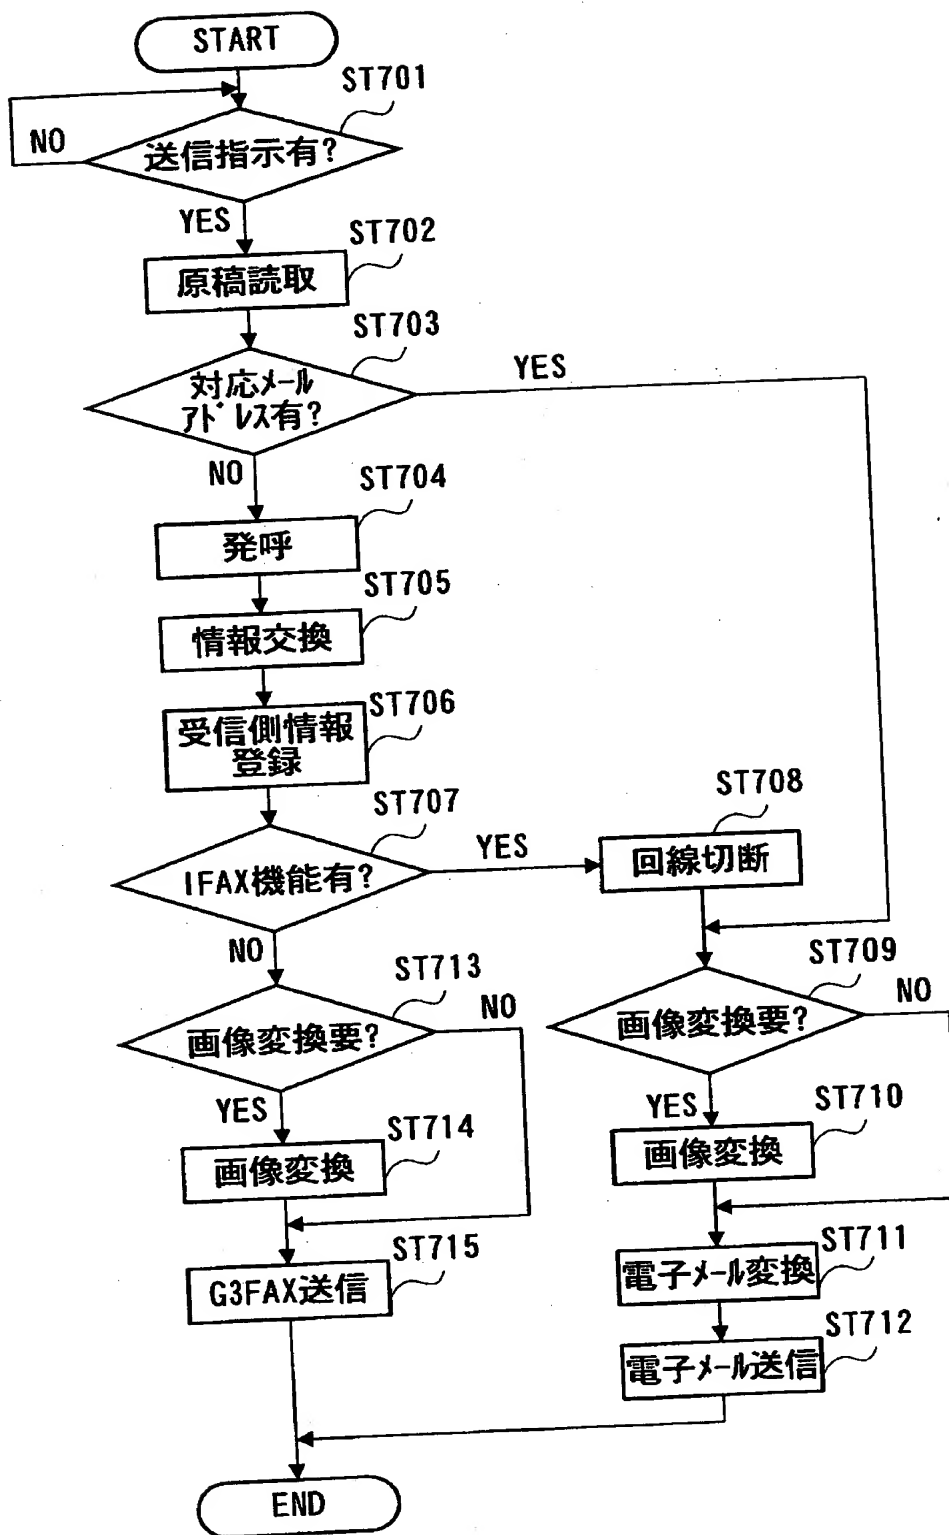 START
ST701
NO
送信指示有?
YES
ST702
原稿読取
ST703
YES
対応メール
アドレス有?
NO
ST704
発呼
ST705
情報交換
ST706
受信側情報
登録
ST707
ST708
YES
IFAX機能有?
回線切断
NO
ST713
ST709
NO
NO
画像変換要?
画像変換要?
YES
ST714
YES
ST710
画像変換
画像変換
ST715
ST711
G3FAX送信
電子メール変換
ST712
電子メール送信
END